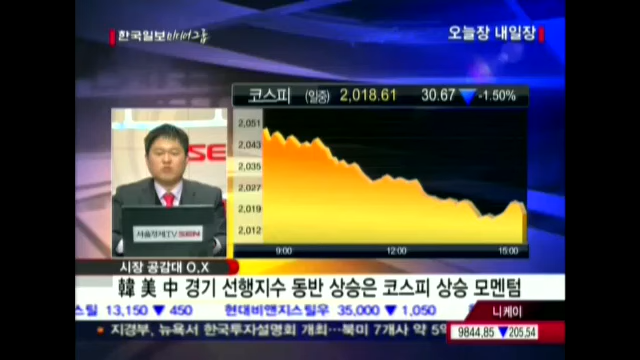 한국일보 미디어그룹
오늘장 내일장
코스피 (일중) 2,018.61 30.67 ▼ -1.50%
2,051
2,043
2,035
2,027
2,019
2,012
9:00 12:00 15:00
SE
서울경제TV SEN
시장 공감대 O,X
韓 美 中 경기 선행지수 동반 상승은 코스피 상승 모멘텀
스틸 13,150 ▼ 450 현대비앤지스틸우 35,000 ▼ 1,050
니케이
지경부, 뉴욕서 한국투자설명회 개최...북미 7개사 약 5억
9844,85 ▼ 205,54